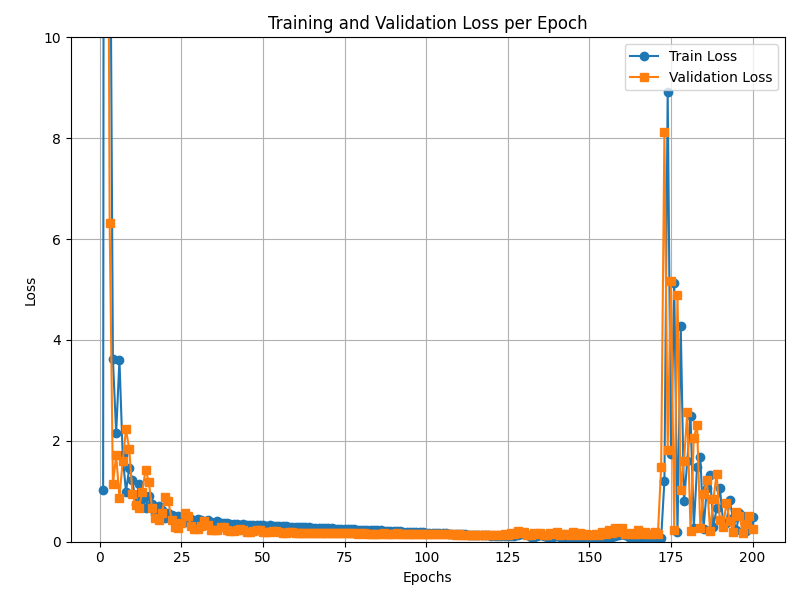 Training and Validation Loss per Epoch
Train Loss
Validation Loss
10
8
6
4
2
0
Loss
0 25 50 75 100 125 150 175 200
Epochs